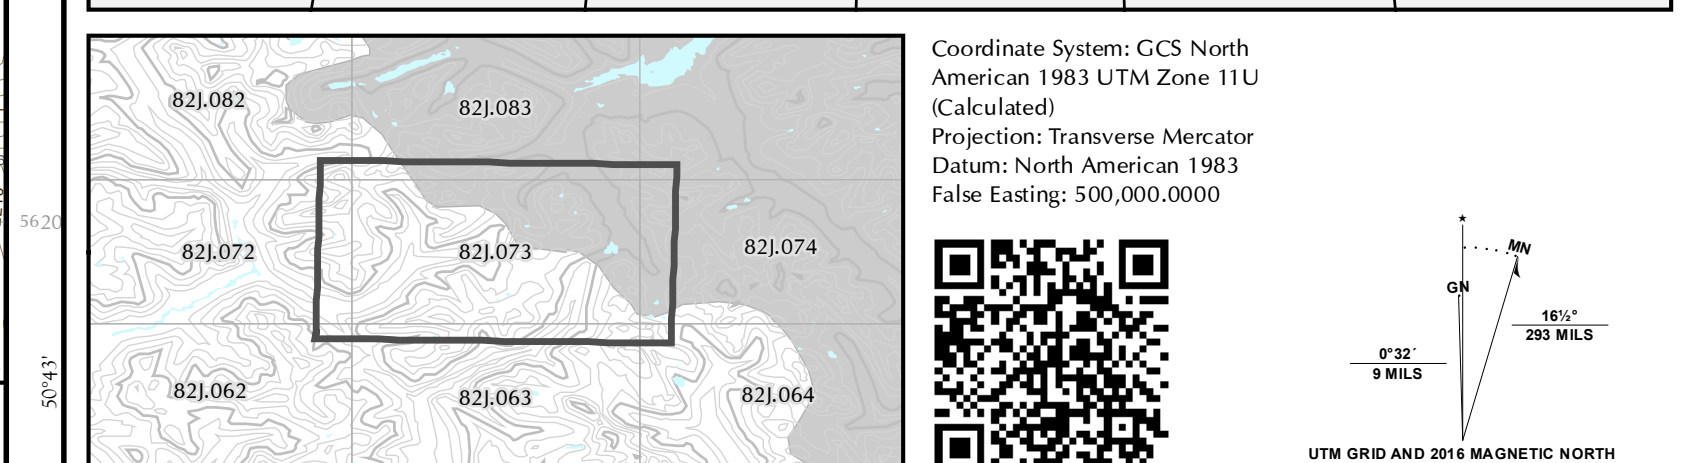 82J.082
82J.083
82J.072
82J.073
82J.074
82J.062
82J.063
82J.064
5620
50°43'
Coordinate System: GCS North
American 1983 UTM Zone 11U
(Calculated)
Projection: Transverse Mercator
Datum: North American 1983
False Easting: 500,000.0000
MN
GN
16½°
293 MILS
0°32´
9 MILS
UTM GRID AND 2016 MAGNETIC NORTH